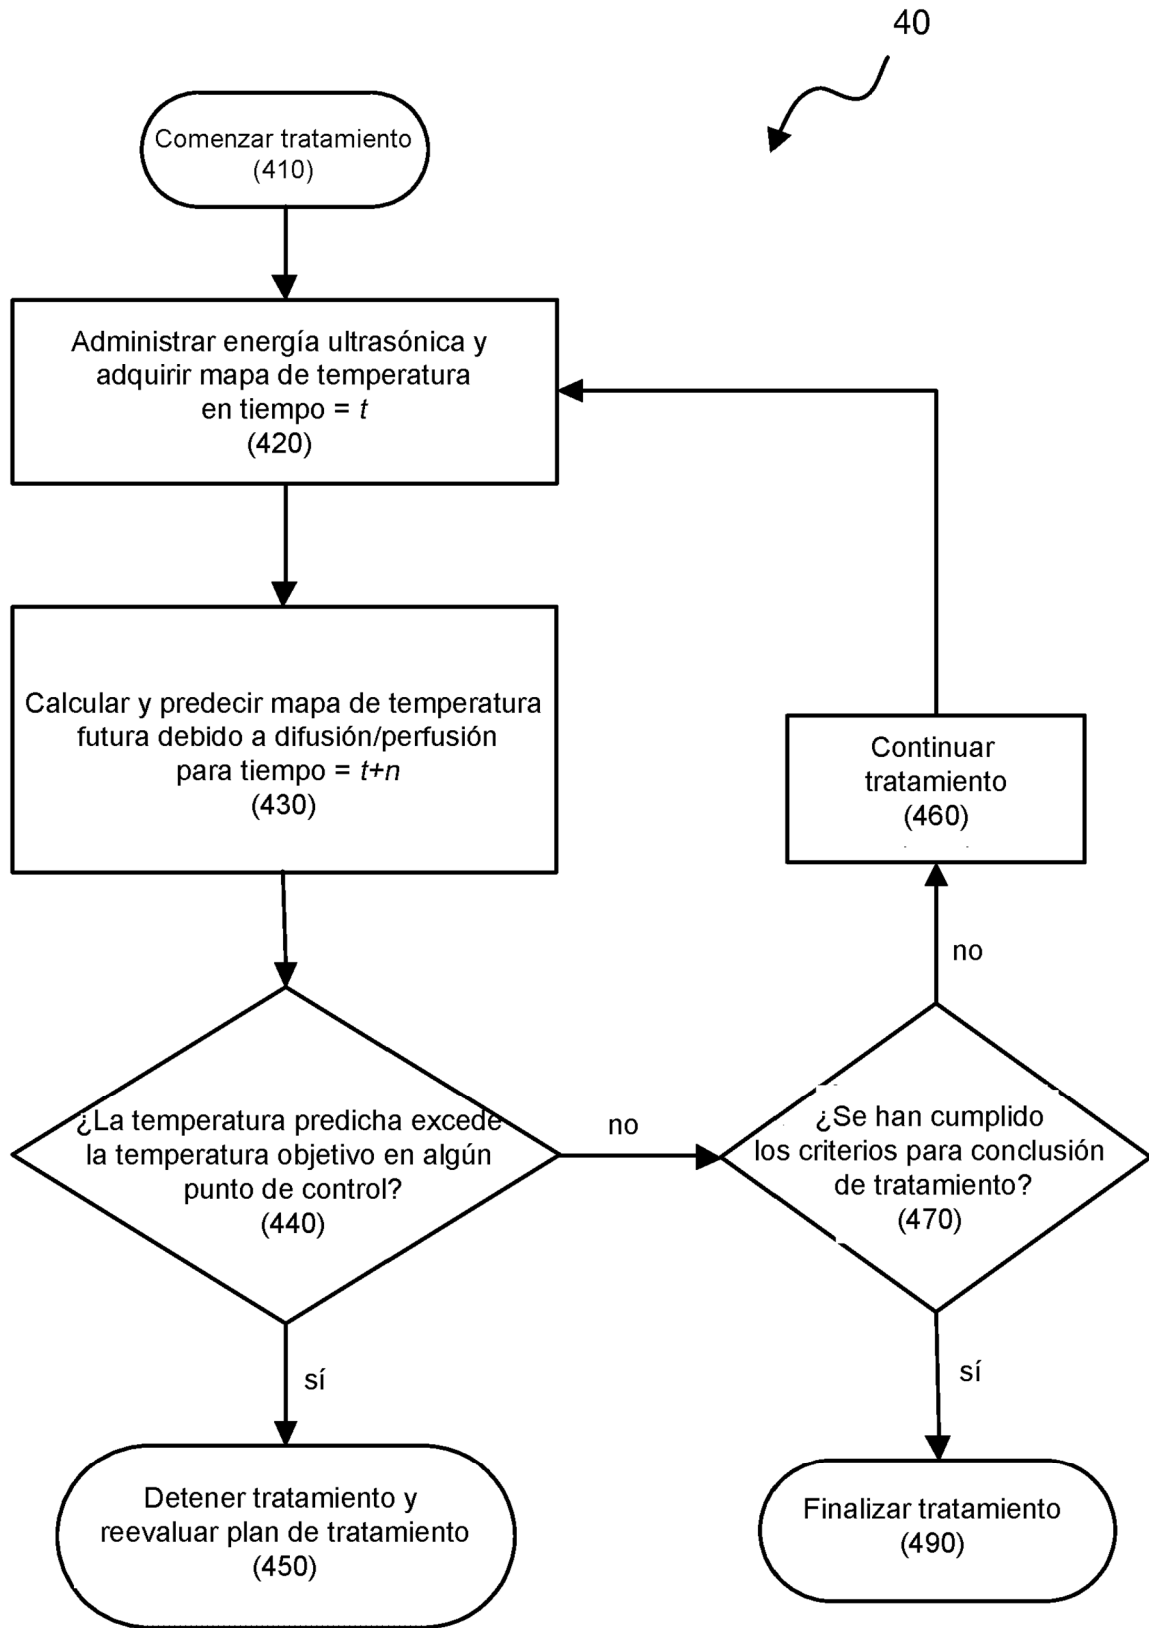 40
Comenzar tratamiento
(410)
Administrar energía ultrasónica y
adquirir mapa de temperatura
en tiempo = t
(420)
Calcular y predecir mapa de temperatura
futura debido a difusión/perfusión
para tiempo = t+n
(430)
Continuar
tratamiento
(460)
no
¿La temperatura predicha excede
la temperatura objetivo en algún
punto de control?
(440)
no
¿Se han cumplido
los criterios para conclusión
de tratamiento?
(470)
sí
sí
Detener tratamiento y
reevaluar plan de tratamiento
(450)
Finalizar tratamiento
(490)